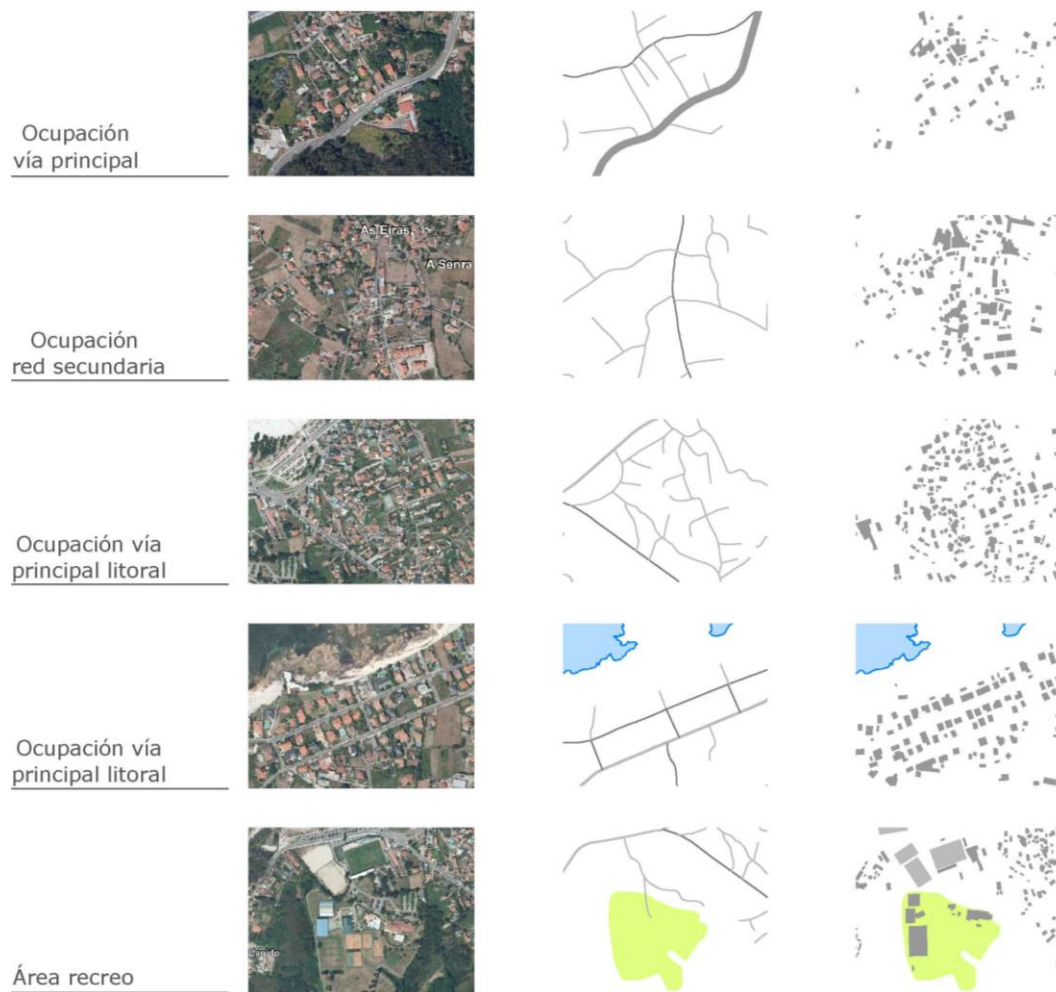 Ocupación
vía principal
As Eiras
A Senra
Ocupación
red secundaria
Ocupación vía
principal litoral
Ocupación vía
principal litoral
Canido
Área recreo